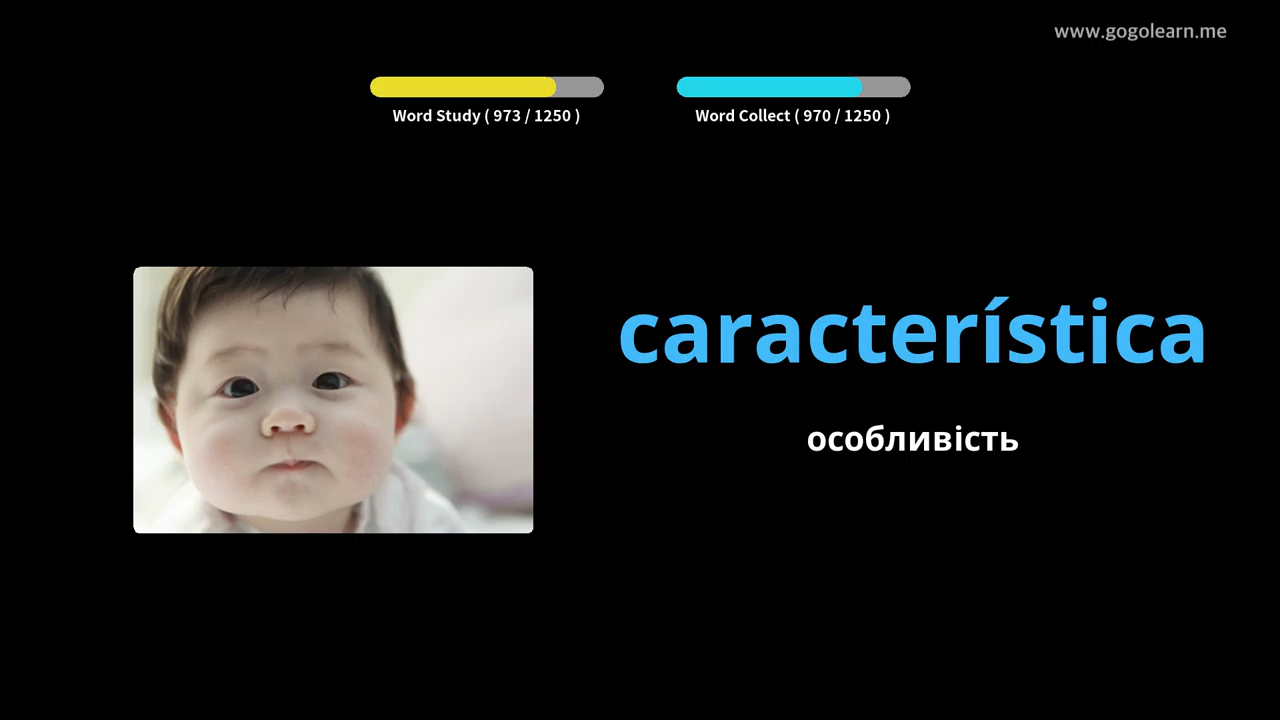 www.gogolearn.me
Word Study ( 973 / 1250 )
Word Collect ( 970 / 1250 )
característica
особливість